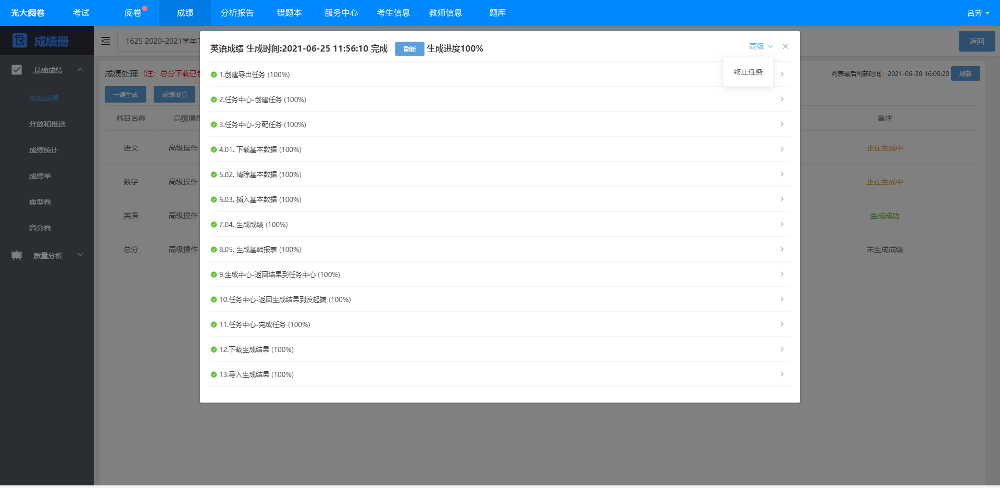 光大阅卷 考试 阅卷 成绩 分析报告 错题本 服务中心 考生信息 教师信息 题库 吕芳
成绩册
1625 2020-2021学年
返回
基础成绩
生成成绩
开放和推送
成绩统计
成绩单
典型卷
高分卷
质量分析
成绩处理 (注：总分下载已
列表最后刷新时间：2021-06-30 16:09:20 刷新
一键生成 成绩设置
科目名称 高级操作 备注
语文 高级操作 正在生成中
数学 高级操作 正在生成中
英语 高级操作 生成成功
总分 高级操作 未生成成绩
英语成绩 生成时间:2021-06-25 11:56:10 完成 刷新 生成进度100%
高级
终止任务
1.创建导出任务 (100%)
2.任务中心-创建任务 (100%)
3.任务中心-分配任务 (100%)
4.01. 下载基本数据 (100%)
5.02. 清除基本数据 (100%)
6.03. 插入基本数据 (100%)
7.04. 生成成绩 (100%)
8.05. 生成基础报表 (100%)
9.生成中心-返回结果到任务中心 (100%)
10.任务中心-返回生成结果到发起端 (100%)
11.任务中心-完成任务 (100%)
12.下载生成结果 (100%)
13.导入生成结果 (100%)